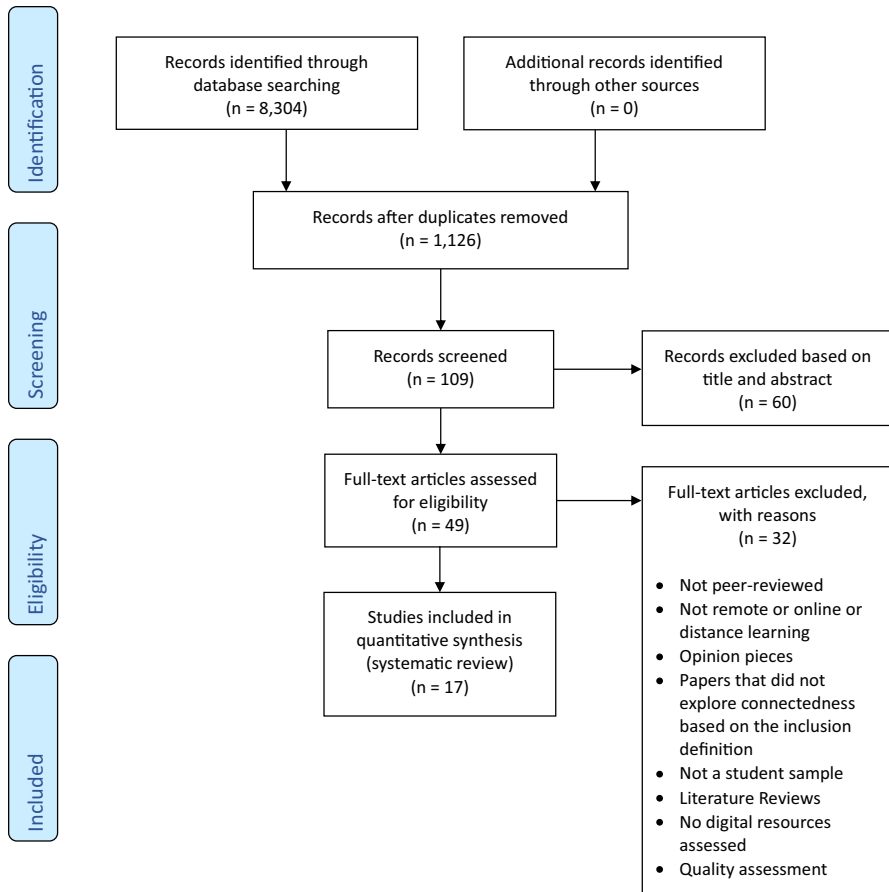 Identification
Records identified through
database searching
(n = 8,304)
Additional records identified
through other sources
(n = 0)
Records after duplicates removed
(n = 1,126)
Screening
Records screened
(n = 109)
Records excluded based on
title and abstract
(n = 60)
Eligibility
Full-text articles assessed
for eligibility
(n = 49)
Full-text articles excluded,
with reasons
(n = 32)
• Not peer-reviewed
• Not remote or online or
distance learning
• Opinion pieces
• Papers that did not
explore connectedness
based on the inclusion
definition
• Not a student sample
• Literature Reviews
• No digital resources
assessed
• Quality assessment
Included
Studies included in
quantitative synthesis
(systematic review)
(n = 17)